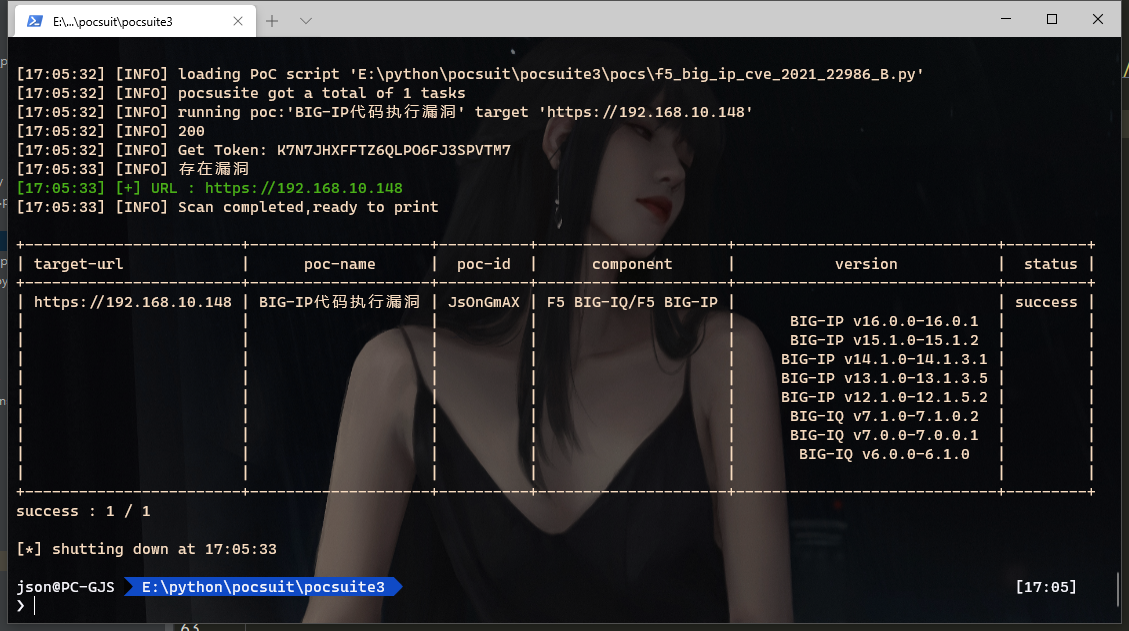 E:\...\pocsuit\pocsuite3
[17:05:32] [INFO] loading PoC script 'E:\python\pocsuit\pocsuite3\pocs\f5_big_ip_cve_2021_22986_B.py'
[17:05:32] [INFO] pocsusite got a total of 1 tasks
[17:05:32] [INFO] running poc:'BIG-IP代码执行漏洞' target 'https://192.168.10.148'
[17:05:32] [INFO] 200
[17:05:32] [INFO] Get Token: K7N7JHXFFTZ6QLPO6FJ3SPVTM7
[17:05:33] [INFO] 存在漏洞
[17:05:33] [+] URL : https://192.168.10.148
[17:05:33] [INFO] Scan completed,ready to print
| target-url | poc-name | poc-id | component | version | status |
| https://192.168.10.148 | BIG-IP代码执行漏洞 | JsOnGmAX | F5 BIG-IQ/F5 BIG-IP | | success |
BIG-IP v16.0.0-16.0.1
BIG-IP v15.1.0-15.1.2
BIG-IP v14.1.0-14.1.3.1
BIG-IP v13.1.0-13.1.3.5
BIG-IP v12.1.0-12.1.5.2
BIG-IQ v7.1.0-7.1.0.2
BIG-IQ v7.0.0-7.0.0.1
BIG-IQ v6.0.0-6.1.0
success : 1 / 1
[*] shutting down at 17:05:33
json@PC-GJS E:\python\pocsuit\pocsuite3 [17:05]
❯
63